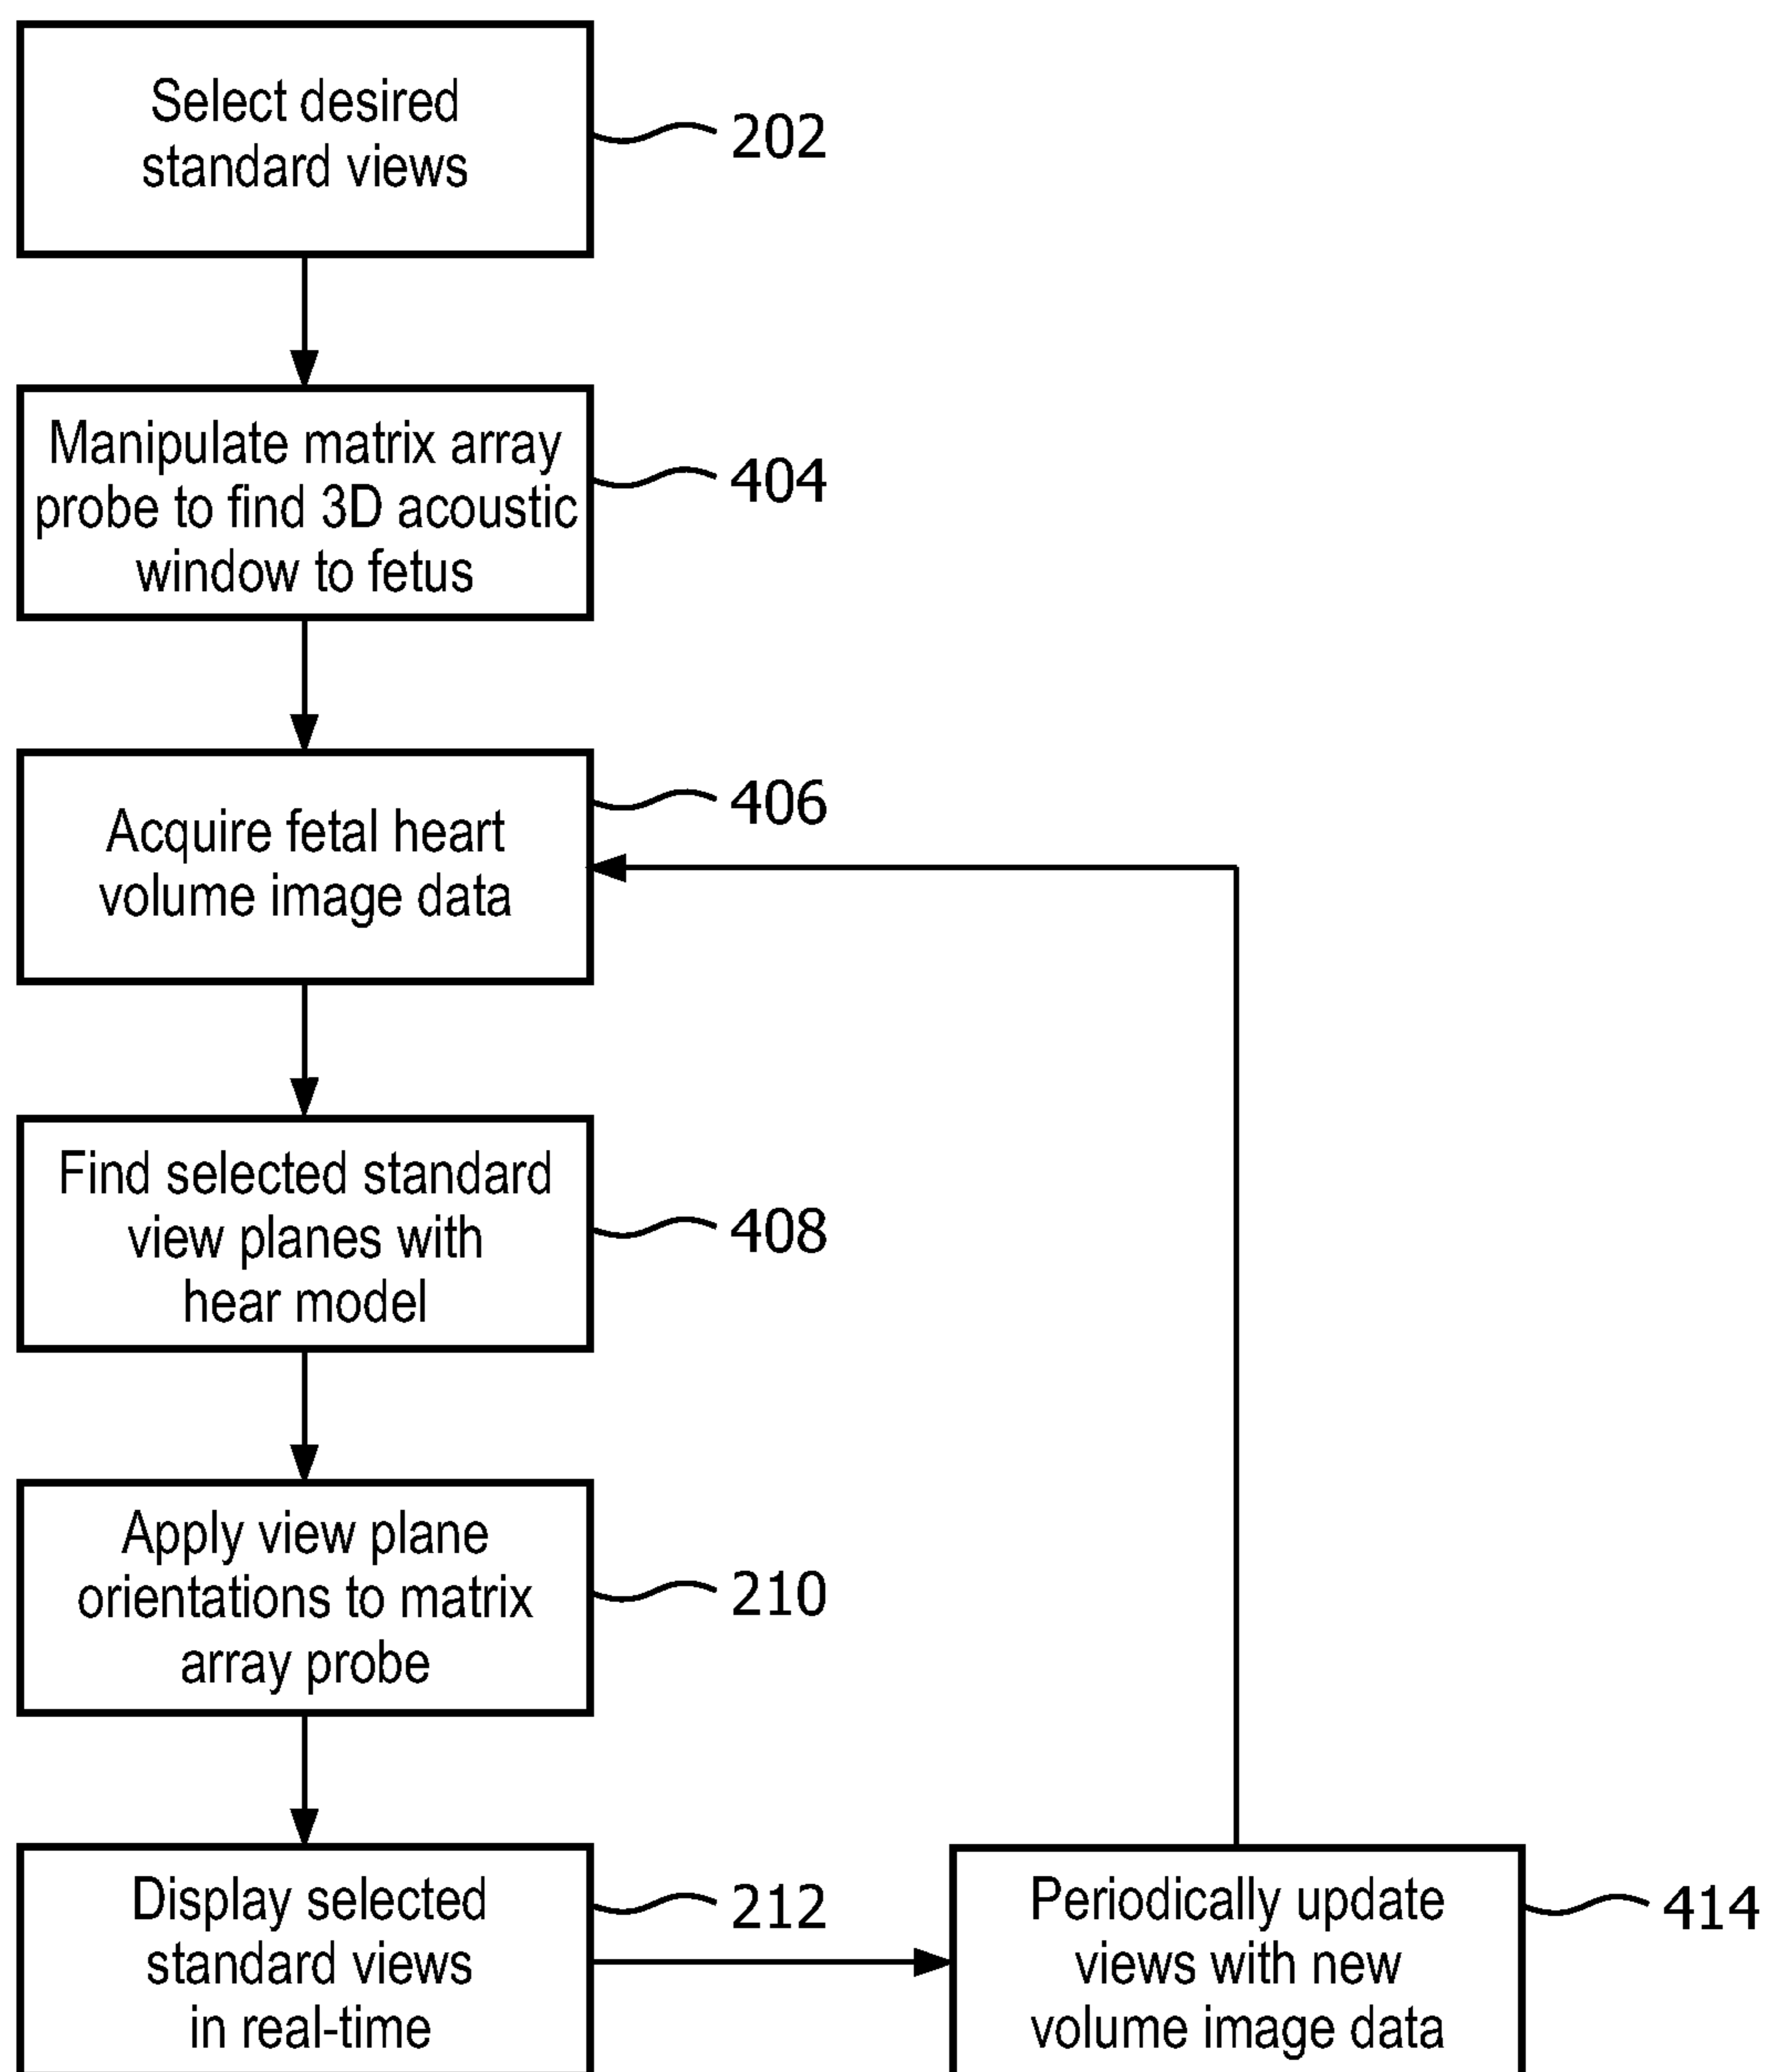 Select desired
standard views
202
Manipulate matrix array
probe to find 3D acoustic
window to fetus
404
Acquire fetal heart
volume image data
406
Find selected standard
view planes with
hear model
408
Apply view plane
orientations to matrix
array probe
210
Display selected
standard views
in real-time
212
Periodically update
views with new
volume image data
414